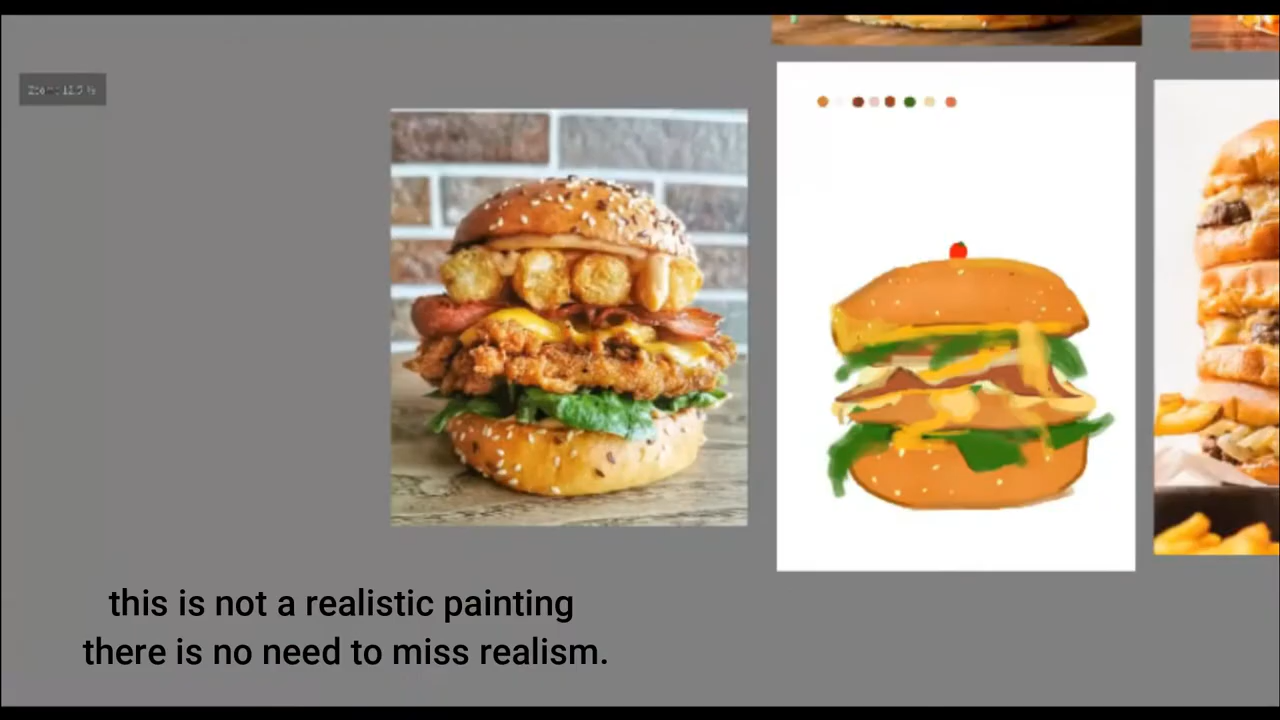 this is not a realistic painting
there is no need to miss realism.